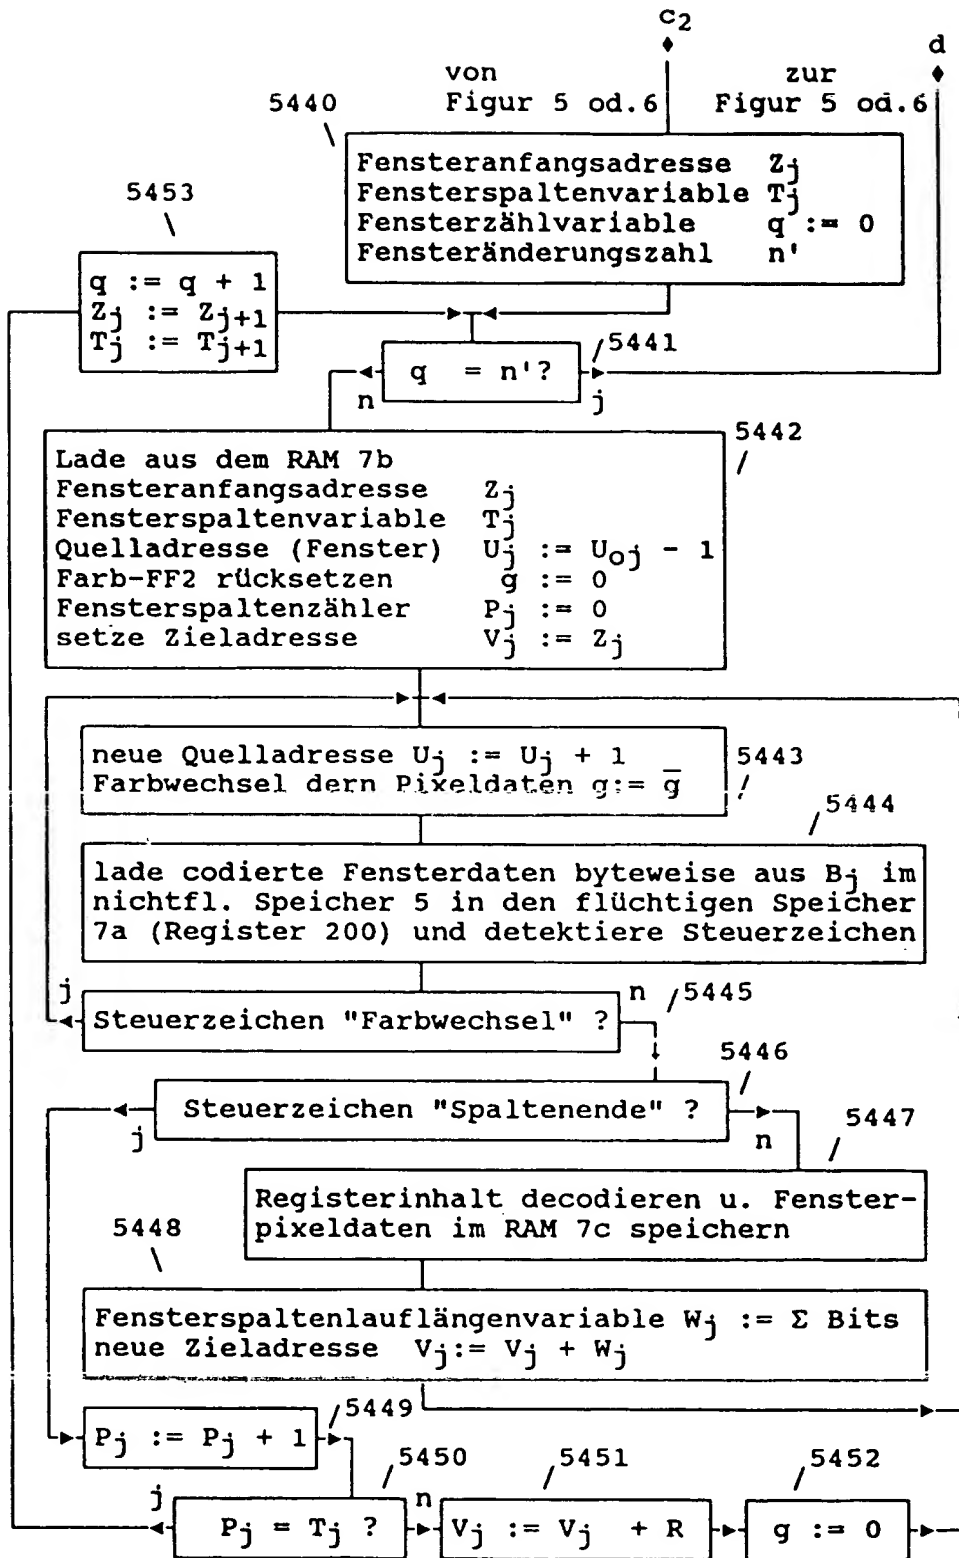 c2
d
von zur
Figur 5 od.6 Figur 5 od.6
5440
Fensteranfangsadresse Zj
Fensterspaltenvariable Tj
Fensterzählvariable q := 0
Fensteränderungszahl n'
5453
q := q + 1
Zj := Zj+1
Tj := Tj+1
5441
q = n'?
n j
5442
Lade aus dem RAM 7b
Fensteranfangsadresse Zj
Fensterspaltenvariable Tj
Quelladresse (Fenster) Uj := Uoj - 1
Farb-FF2 rücksetzen g := 0
Fensterspaltenzähler Pj := 0
setze Zieladresse Vj := Zj
5443
neue Quelladresse Uj := Uj + 1
Farbwechsel dern Pixeldaten g:= g̅
5444
lade codierte Fensterdaten byteweise aus Bj im
nichtfl. Speicher 5 in den flüchtigen Speicher
7a (Register 200) und detektiere Steuerzeichen
j n 5445
Steuerzeichen "Farbwechsel" ?
5446
Steuerzeichen "Spaltenende" ?
j n
5447
Registerinhalt decodieren u. Fenster-
pixeldaten im RAM 7c speichern
5448
Fensterspaltenlauflängenvariable Wj := Σ Bits
neue Zieladresse Vj:= Vj + Wj
5449
Pj := Pj + 1
5450 5451 5452
j n
Pj = Tj ? Vj := Vj + R g := 0